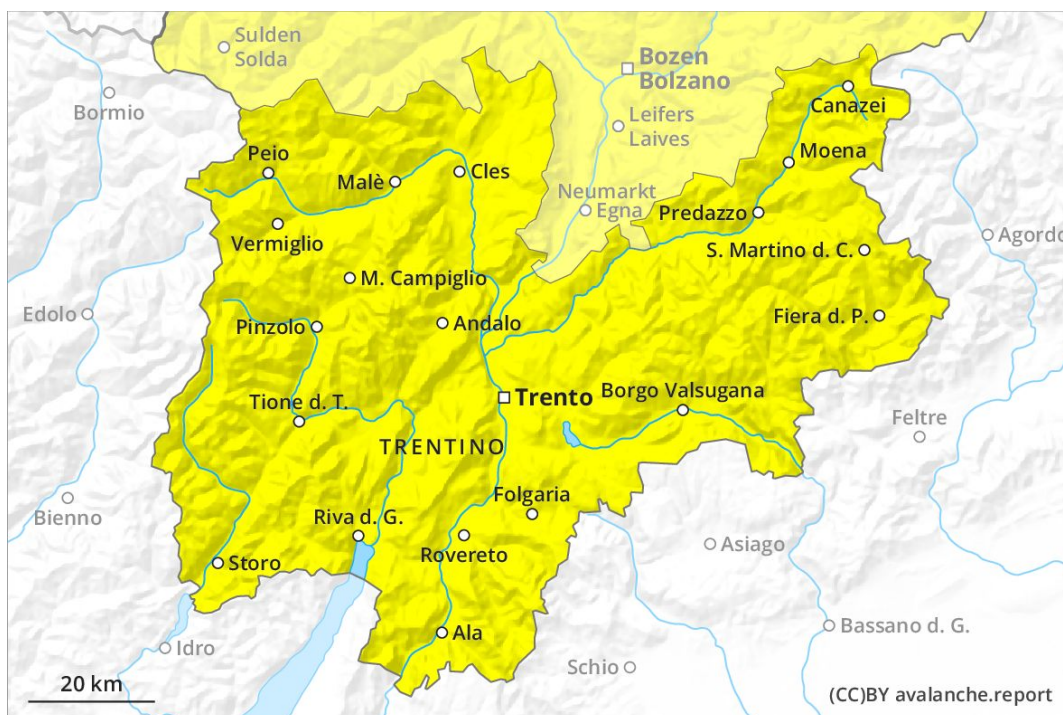 Sulden
Solda
Bozen
Bolzano
Bormio
Leifers
Laives
Canazei
Peio
Malè
Cles
Moena
Neumarkt
Egna
Predazzo
Vermiglio
S. Martino d. C.
Agordo
M. Campiglio
Edolo
Pinzolo
Andalo
Fiera d. P.
Tione d. T.
Trento
Borgo Valsugana
Feltre
TRENTINO
Bienno
Folgaria
Riva d. G.
Rovereto
Asiago
Storo
Bassano d. G.
Ala
Idro
Schio
20 km
(CC)BY avalanche.report